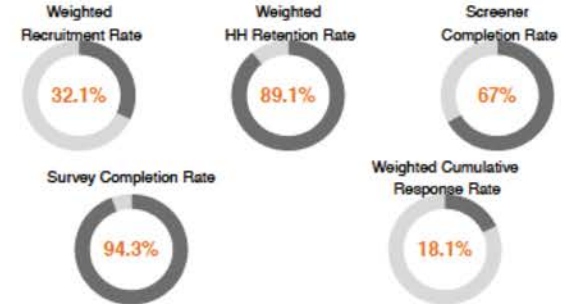 Weighted
Recruitment Rate
32.1%
Weighted
HH Retention Rate
89.1%
Screener
Completion Rate
67%
Survey Completion Rate
94.3%
Weighted Cumulative
Response Rate
18.1%